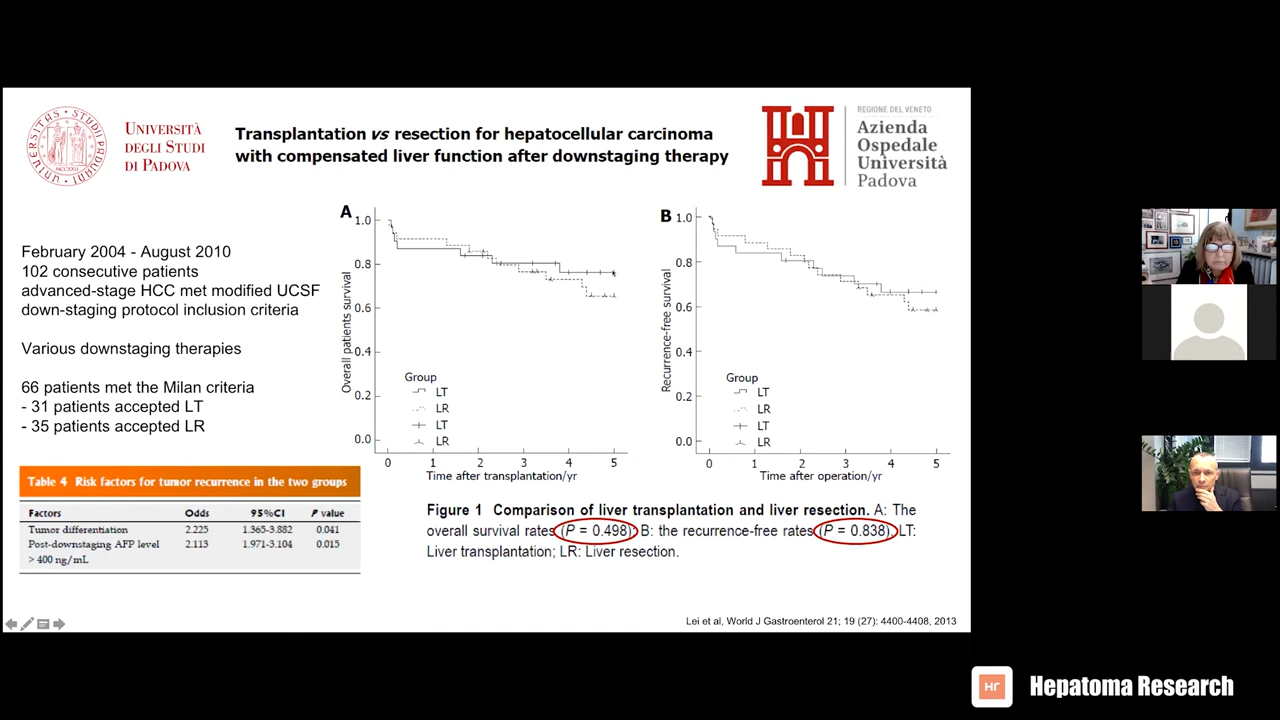 UNIVERSITÀ
DEGLI STUDI
DI PADOVA
Transplantation vs resection for hepatocellular carcinoma
with compensated liver function after downstaging therapy
REGIONE DEL VENETO
Azienda
Ospedale
Università
Padova
February 2004 - August 2010
102 consecutive patients
advanced-stage HCC met modified UCSF
down-staging protocol inclusion criteria
Various downstaging therapies
66 patients met the Milan criteria
- 31 patients accepted LT
- 35 patients accepted LR
Table 4 Risk factors for tumor recurrence in the two groups
Factors Odds 95%CI P value
Tumor differentiation 2.225 1.365-3.882 0.041
Post-downstaging AFP level 2.113 1.971-3.104 0.015
> 400 ng/mL
A
Overall patients survival
1.0
0.8
0.6
0.4
0.2
0.0
Group
LT
LR
LT
LR
0 1 2 3 4 5
Time after transplantation/yr
B
Recurrence-free survival
1.0
0.8
0.6
0.4
0.2
0.0
Group
LT
LR
LT
LR
0 1 2 3 4 5
Time after operation/yr
Figure 1 Comparison of liver transplantation and liver resection. A: The
overall survival rates (P = 0.498); B: the recurrence-free rates (P = 0.838). LT:
Liver transplantation; LR: Liver resection.
Lei et al, World J Gastroenterol 21; 19 (27): 4400-4408, 2013
Hepatoma Research